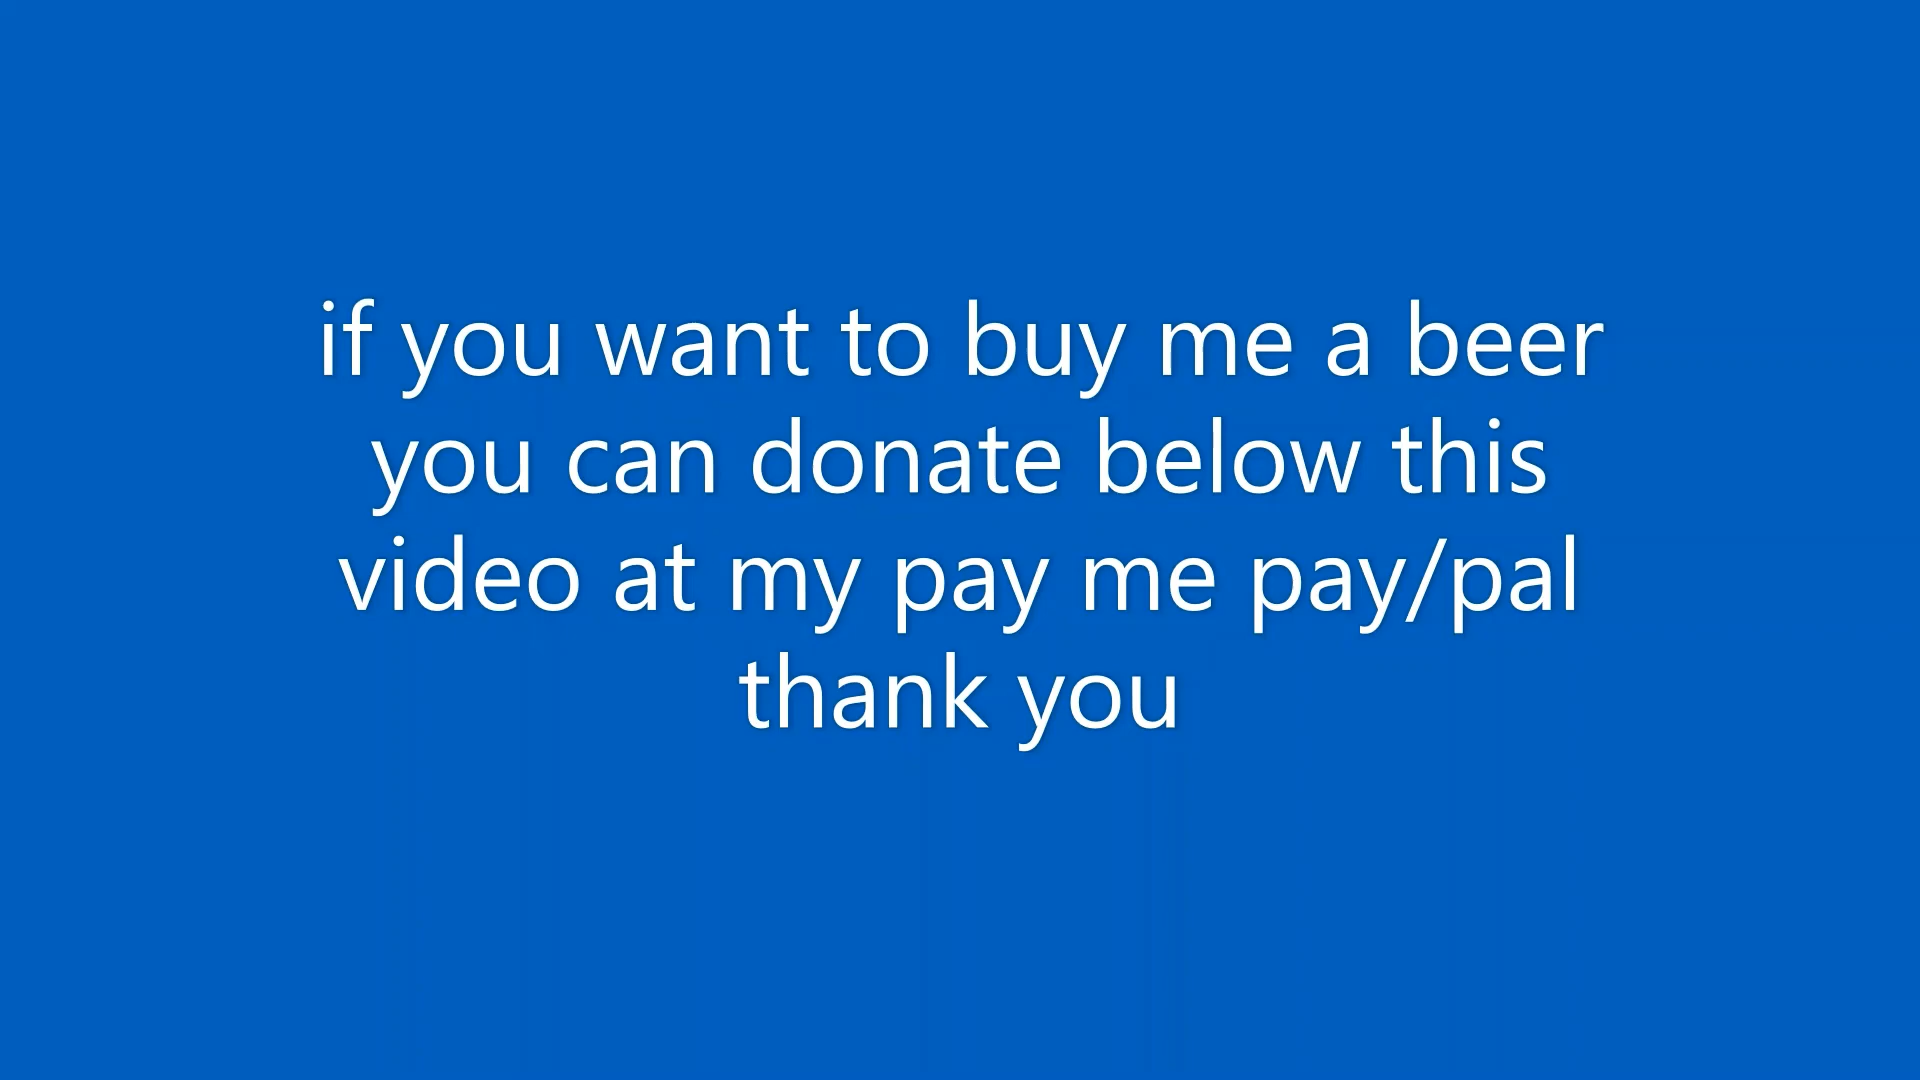 if you want to buy me a beer
you can donate below this
video at my pay me pay/pal
thank you